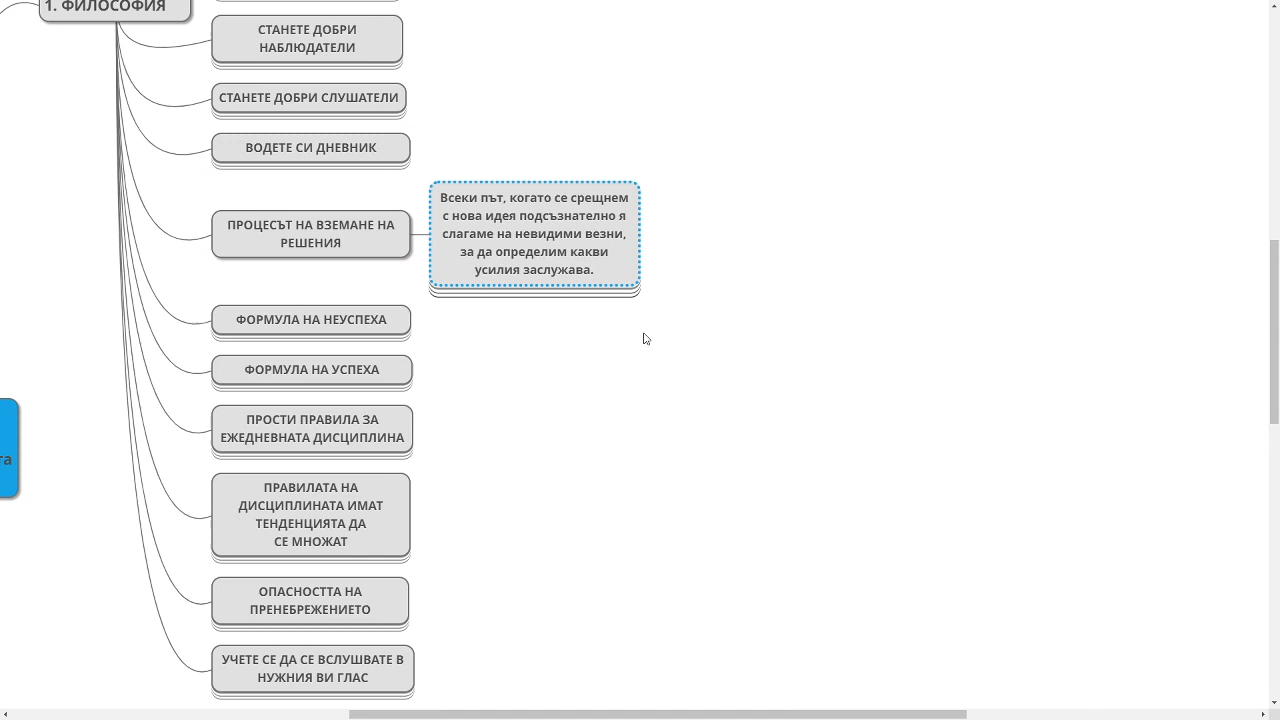 1. ФИЛОСОФИЯ
СТАНЕТЕ ДОБРИ
НАБЛЮДАТЕЛИ
СТАНЕТЕ ДОБРИ СЛУШАТЕЛИ
ВОДЕТЕ СИ ДНЕВНИК
ПРОЦЕСЪТ НА ВЗЕМАНЕ НА
РЕШЕНИЯ
Всеки път, когато се срещнем
с нова идея подсъзнателно я
слагаме на невидими везни,
за да определим какви
усилия заслужава.
ФОРМУЛА НА НЕУСПЕХА
ФОРМУЛА НА УСПЕХА
ПРОСТИ ПРАВИЛА ЗА
ЕЖЕДНЕВНАТА ДИСЦИПЛИНА
та
ПРАВИЛАТА НА
ДИСЦИПЛИНАТА ИМАТ
ТЕНДЕНЦИЯТА ДА
СЕ МНОЖАТ
ОПАСНОСТТА НА
ПРЕНЕБРЕЖЕНИЕТО
УЧЕТЕ СЕ ДА СЕ ВСЛУШВАТЕ В
НУЖНИЯ ВИ ГЛАС